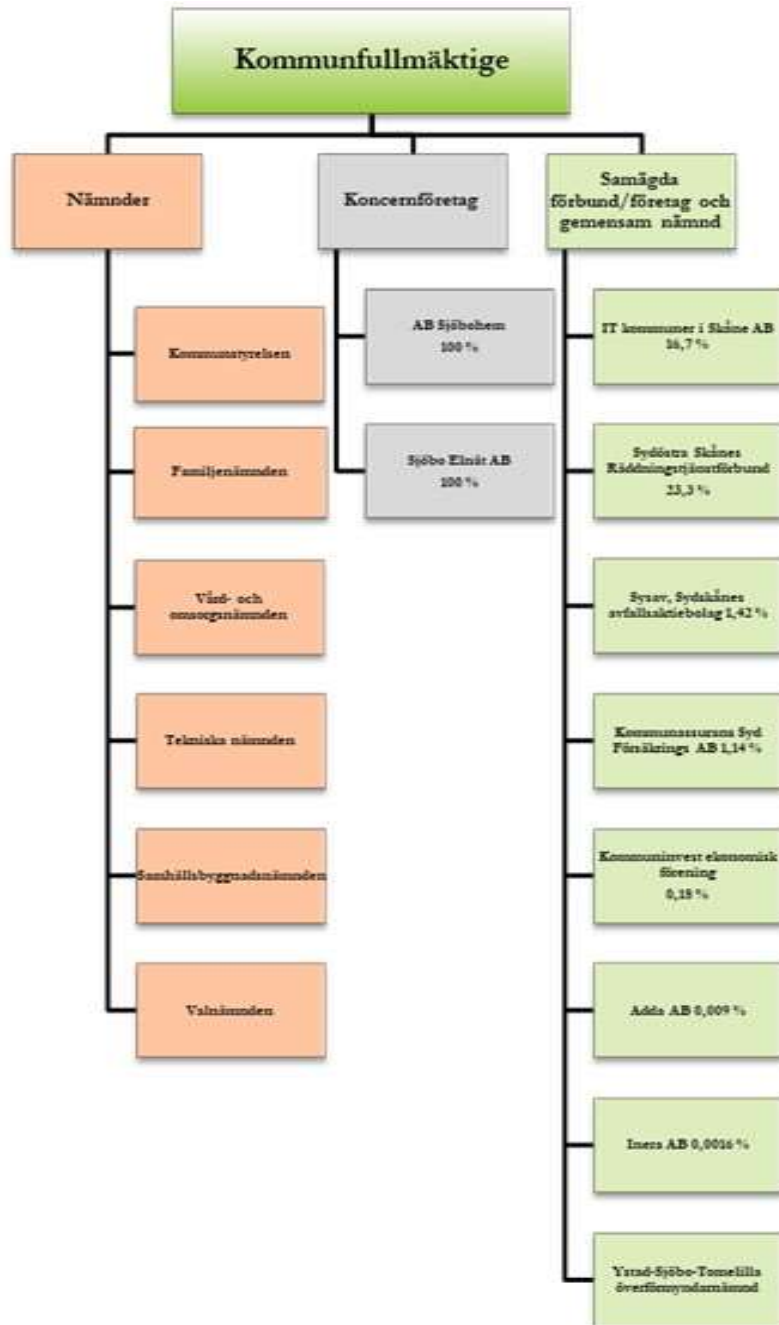 Kommunfullmäktige
Nämnder
Kommunstyrelsen
Familjenämnden
Vård- och
omsorgsnämnden
Tekniska nämnden
Samhällsbyggnadsnämnden
Valnämnden
Koncernföretag
AB Sjöbohem
100 %
Sjöbo Elnät AB
100 %
Samägda
förbund/företag och
gemensam nämnd
IT kommuner i Skåne AB
16,7 %
Sydöstra Skånes
Räddningstjänstförbund
23,3 %
Sysav, Sydskånes
avfallsaktiebolag 1,42 %
Kommunassurans Syd
Försäkrings AB 1,14 %
Kommuninvest ekonomisk
förening
0,18 %
Adda AB 0,009 %
Inera AB 0,0016 %
Ystad-Sjöbo-Tomelilla
överförmyndarnämnd